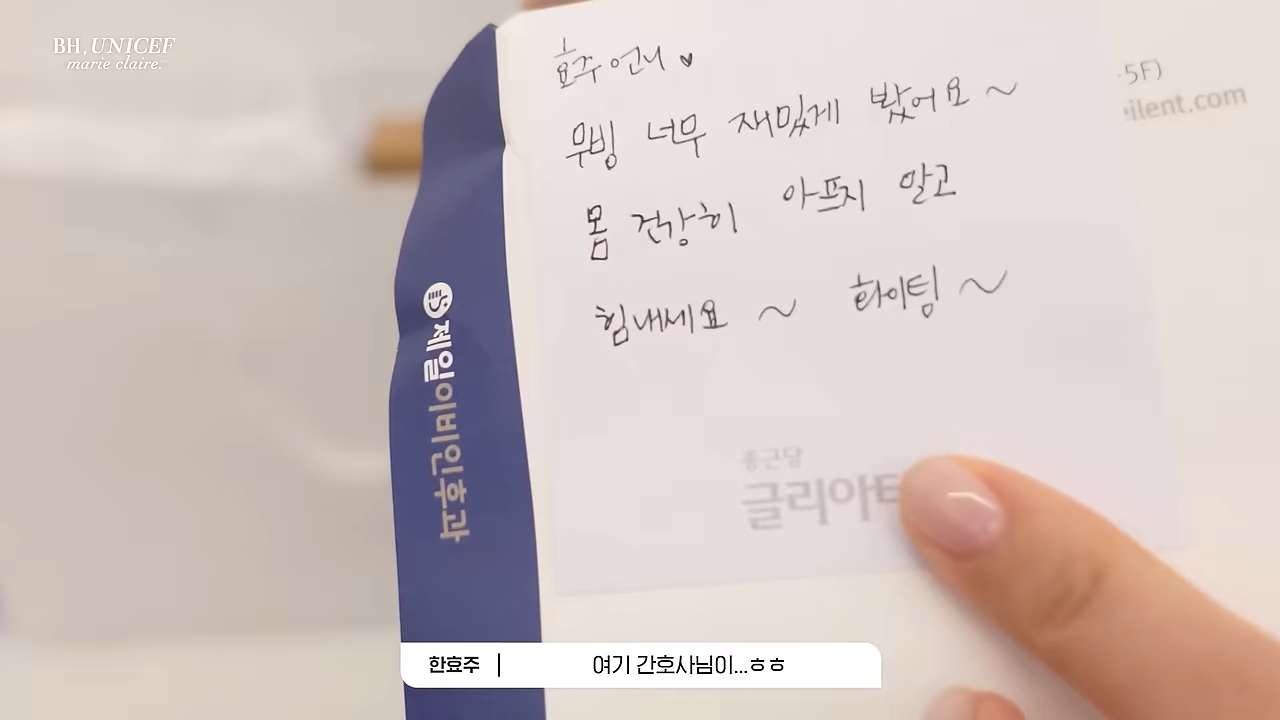 BH, UNICEF
marie claire.
효주 언니 ♥
무빙 너무 재밌게 봤어요~
몸 건강히 아프지 말고
힘내세요~ 화이팅~
종근당
글리아티
제일이비인후과
-5F)
eilent.com
한효주 | 여기 간호사님이...ㅎㅎ